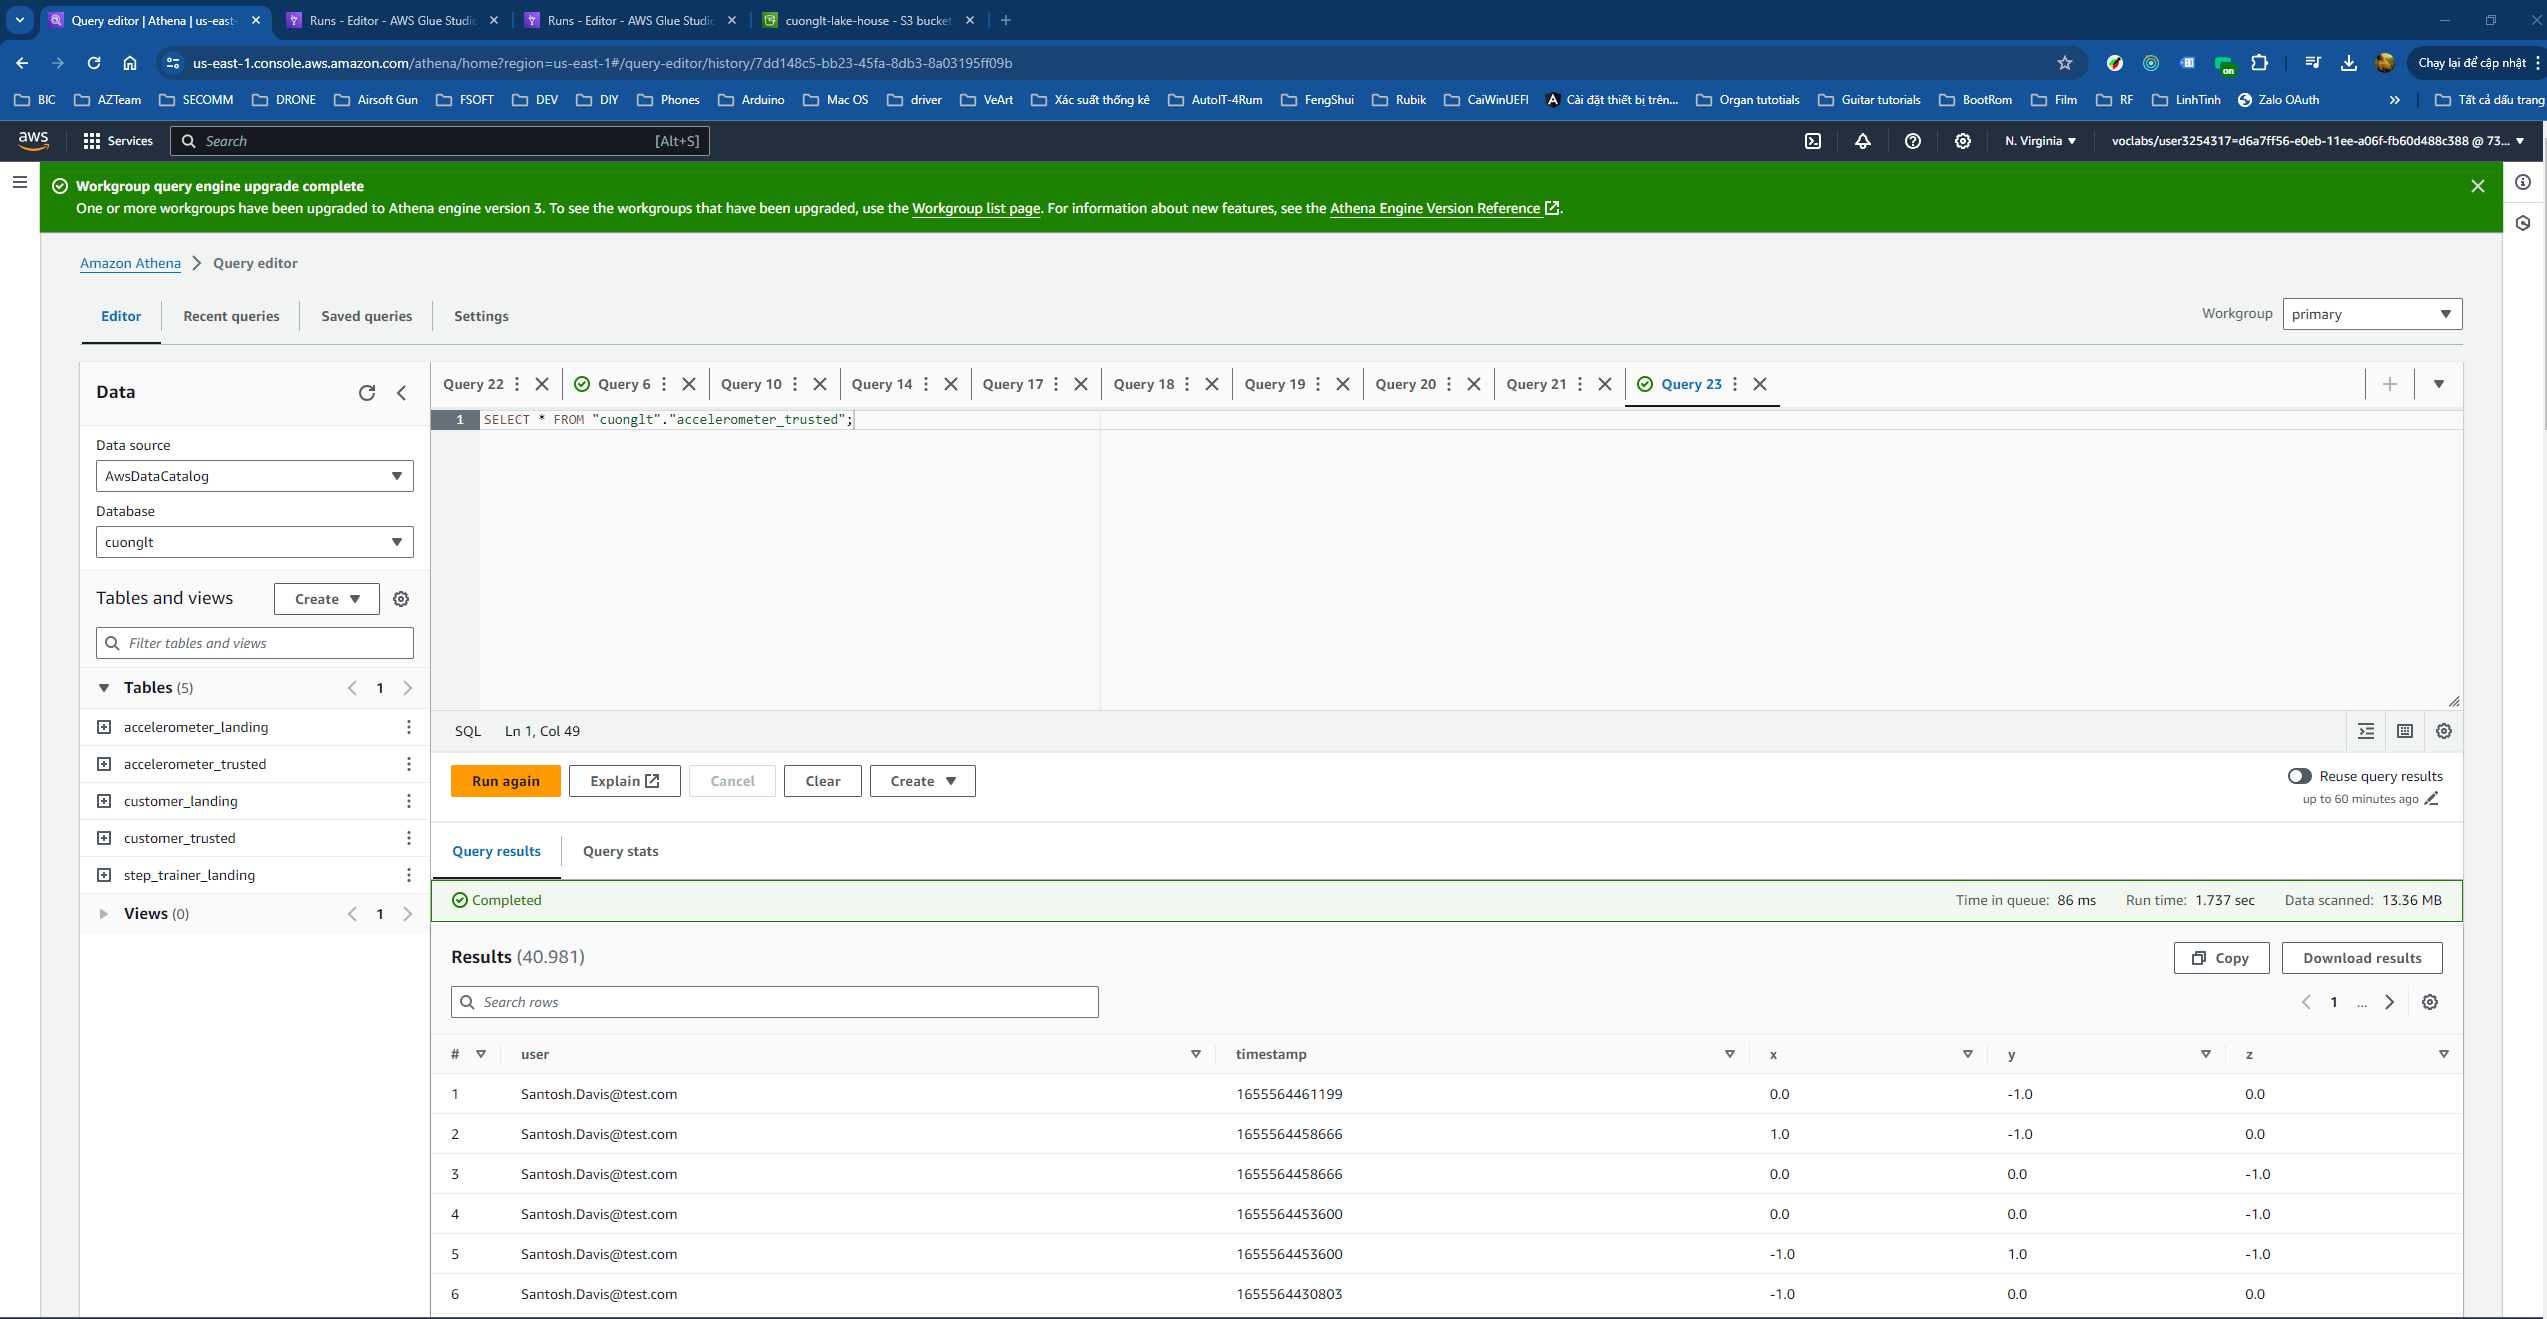 Query editor | Athena | us-east-
Runs - Editor - AWS Glue Studio
Runs - Editor - AWS Glue Studio
cuonglt-lake-house - S3 bucket
us-east-1.console.aws.amazon.com/athena/home?region=us-east-1#/query-editor/history/7dd148c5-bb23-45fa-8db3-8a03195ff09b
on
Chạy lại để cập nhật
BIC AZTeam SECOMM DRONE Airsoft Gun FSOFT DEV DIY Phones Arduino Mac OS driver VeArt Xác suất thống kê AutoIT-4Rum FengShui Rubik CaiWinUEFI Cài đặt thiết bị trên... Organ tutotials Guitar tutorials BootRom Film RF LinhTinh Zalo OAuth Tất cả dấu trang
aws Services Search [Alt+S] N. Virginia voclabs/user3254317=d6a7ff56-e0eb-11ee-a06f-fb60d488c388 @ 73...
Workgroup query engine upgrade complete
One or more workgroups have been upgraded to Athena engine version 3. To see the workgroups that have been upgraded, use the Workgroup list page. For information about new features, see the Athena Engine Version Reference.
Amazon Athena Query editor
Editor Recent queries Saved queries Settings
Workgroup primary
Data
Data source
AwsDataCatalog
Database
cuonglt
Tables and views Create
Filter tables and views
Tables (5) 1
accelerometer_landing
accelerometer_trusted
customer_landing
customer_trusted
step_trainer_landing
Views (0) 1
Query 22 Query 6 Query 10 Query 14 Query 17 Query 18 Query 19 Query 20 Query 21 Query 23
1 SELECT * FROM "cuonglt"."accelerometer_trusted";
SQL Ln 1, Col 49
Run again Explain Cancel Clear Create
Reuse query results
up to 60 minutes ago
Query results Query stats
Completed Time in queue: 86 ms Run time: 1.737 sec Data scanned: 13.36 MB
Results (40.981) Copy Download results
Search rows 1 ...
# user timestamp x y z
1 Santosh.Davis@test.com 1655564461199 0.0 -1.0 0.0
2 Santosh.Davis@test.com 1655564458666 1.0 -1.0 0.0
3 Santosh.Davis@test.com 1655564458666 0.0 0.0 -1.0
4 Santosh.Davis@test.com 1655564453600 0.0 0.0 -1.0
5 Santosh.Davis@test.com 1655564453600 -1.0 1.0 -1.0
6 Santosh.Davis@test.com 1655564430803 -1.0 0.0 0.0